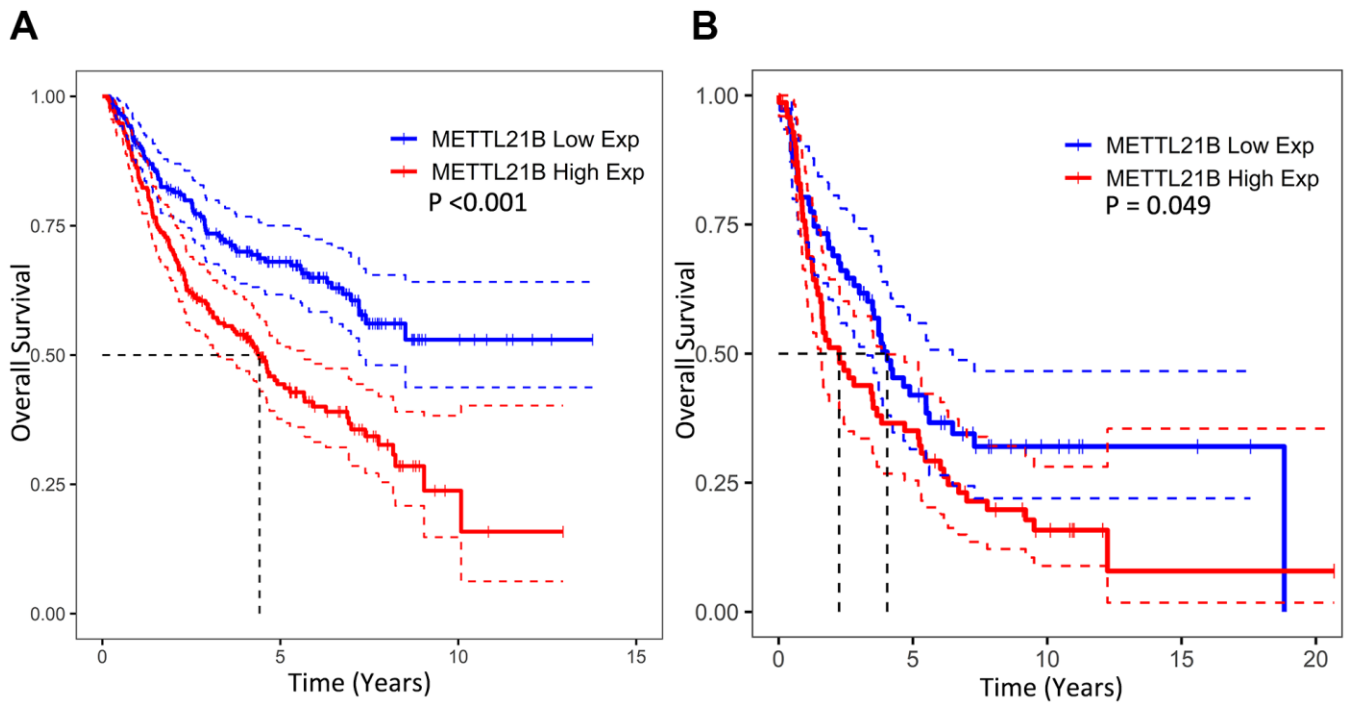 A
1.00
0.75
0.50
0.25
0.00
Overall Survival
METTL21B Low Exp
METTL21B High Exp
P <0.001
0
5
10
15
Time (Years)
B
1.00
0.75
0.50
0.25
0.00
Overall Survival
METTL21B Low Exp
METTL21B High Exp
P = 0.049
0
5
10
15
20
Time (Years)